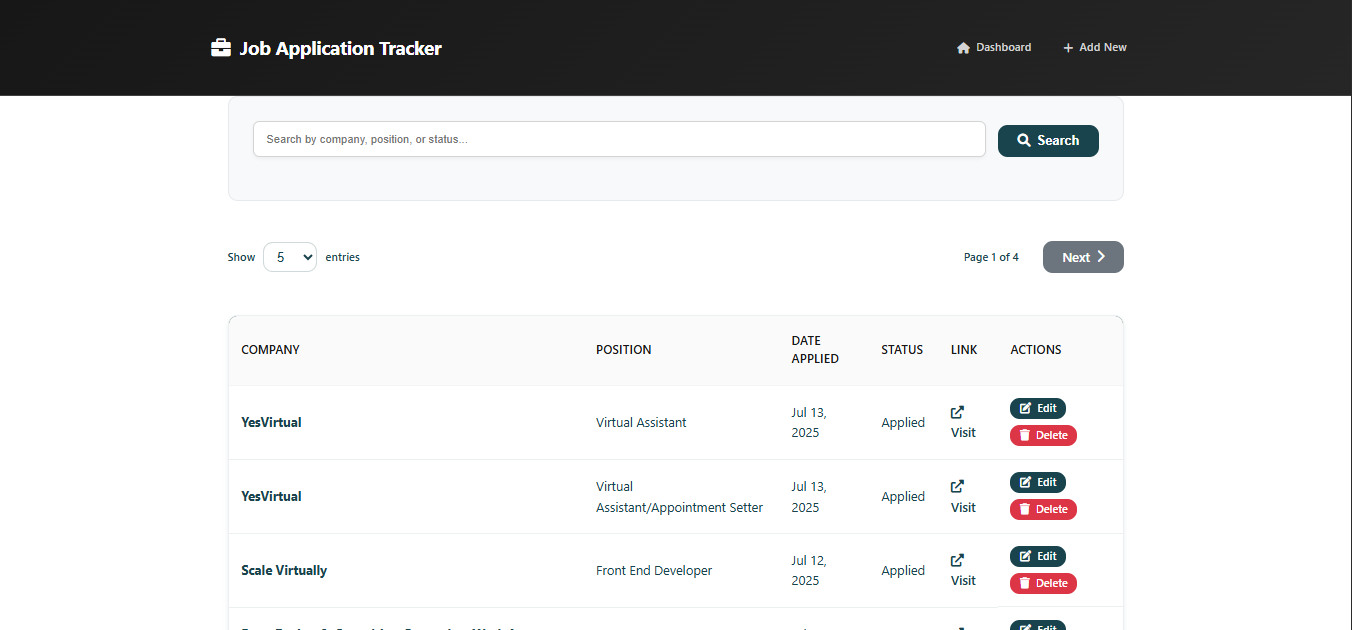 Job Application Tracker
Dashboard
Add New
Search by company, position, or status...
Search
Show 5 entries
Page 1 of 4
Next
COMPANY POSITION DATE APPLIED STATUS LINK ACTIONS
YesVirtual Virtual Assistant Jul 13, 2025 Applied Visit Edit Delete
YesVirtual Virtual Assistant/Appointment Setter Jul 13, 2025 Applied Visit Edit Delete
Scale Virtually Front End Developer Jul 12, 2025 Applied Visit Edit Delete
Edit